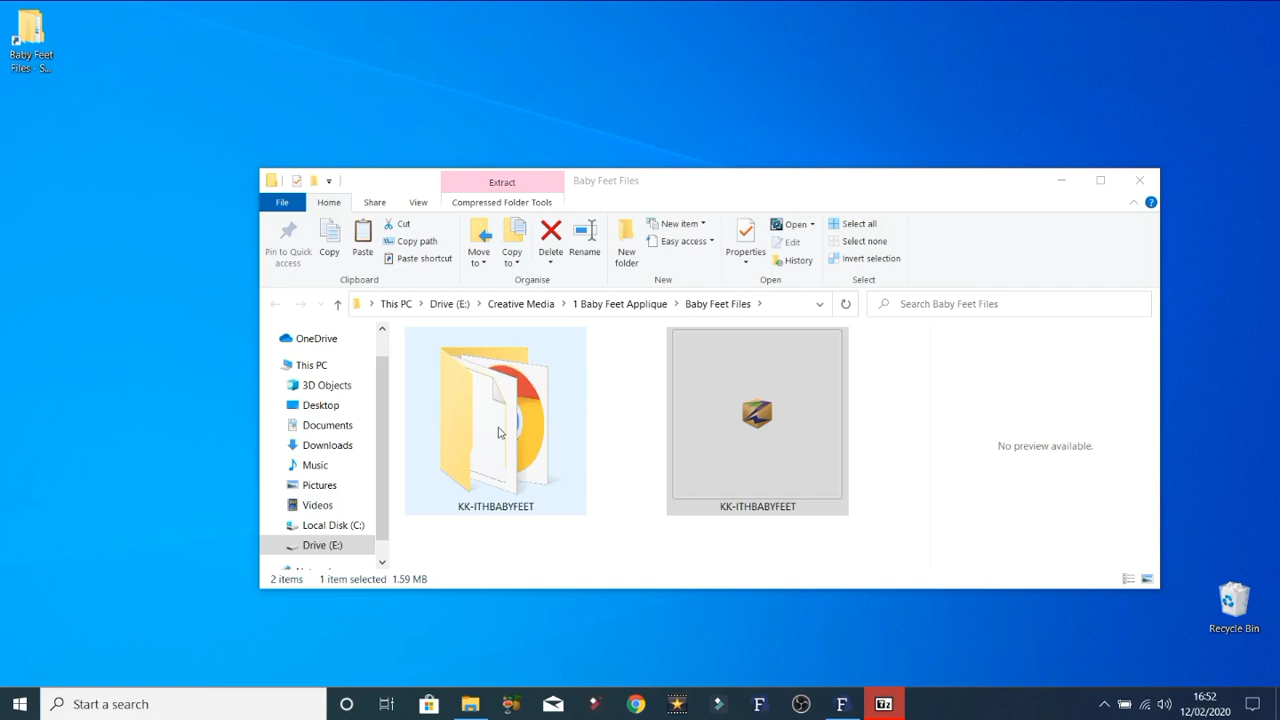 Baby Feet
Files - S...
Extract
Baby Feet Files
File
Home
Share
View
Compressed Folder Tools
Pin to Quick
access
Copy
Paste
Cut
Copy path
Paste shortcut
Clipboard
Move
to
Copy
to
Delete
Rename
Organise
New
folder
New item
Easy access
New
Properties
Open
Edit
History
Open
Select all
Select none
Invert selection
Select
This PC
Drive (E:)
Creative Media
1 Baby Feet Applique
Baby Feet Files
Search Baby Feet Files
OneDrive
This PC
3D Objects
Desktop
Documents
Downloads
Music
Pictures
Videos
Local Disk (C:)
Drive (E:)
KK-ITHBABYFEET
KK-ITHBABYFEET
No preview available.
2 items
1 item selected 1.59 MB
Recycle Bin
Start a search
16:52
12/02/2020